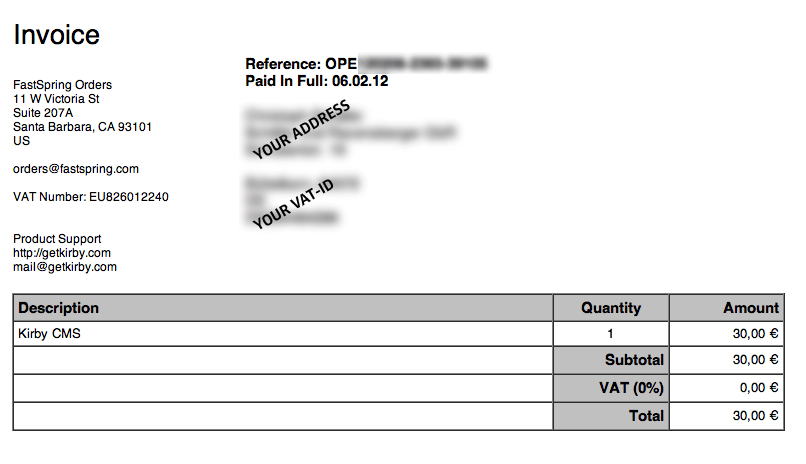 Invoice
FastSpring Orders
11 W Victoria St
Suite 207A
Santa Barbara, CA 93101
US
orders@fastspring.com
VAT Number: EU826012240
Product Support
http://getkirby.com
mail@getkirby.com
Reference: OPE
Paid In Full: 06.02.12
YOUR ADDRESS
YOUR VAT-ID
Description Quantity Amount
Kirby CMS 1 30,00 €
Subtotal 30,00 €
VAT (0%) 0,00 €
Total 30,00 €